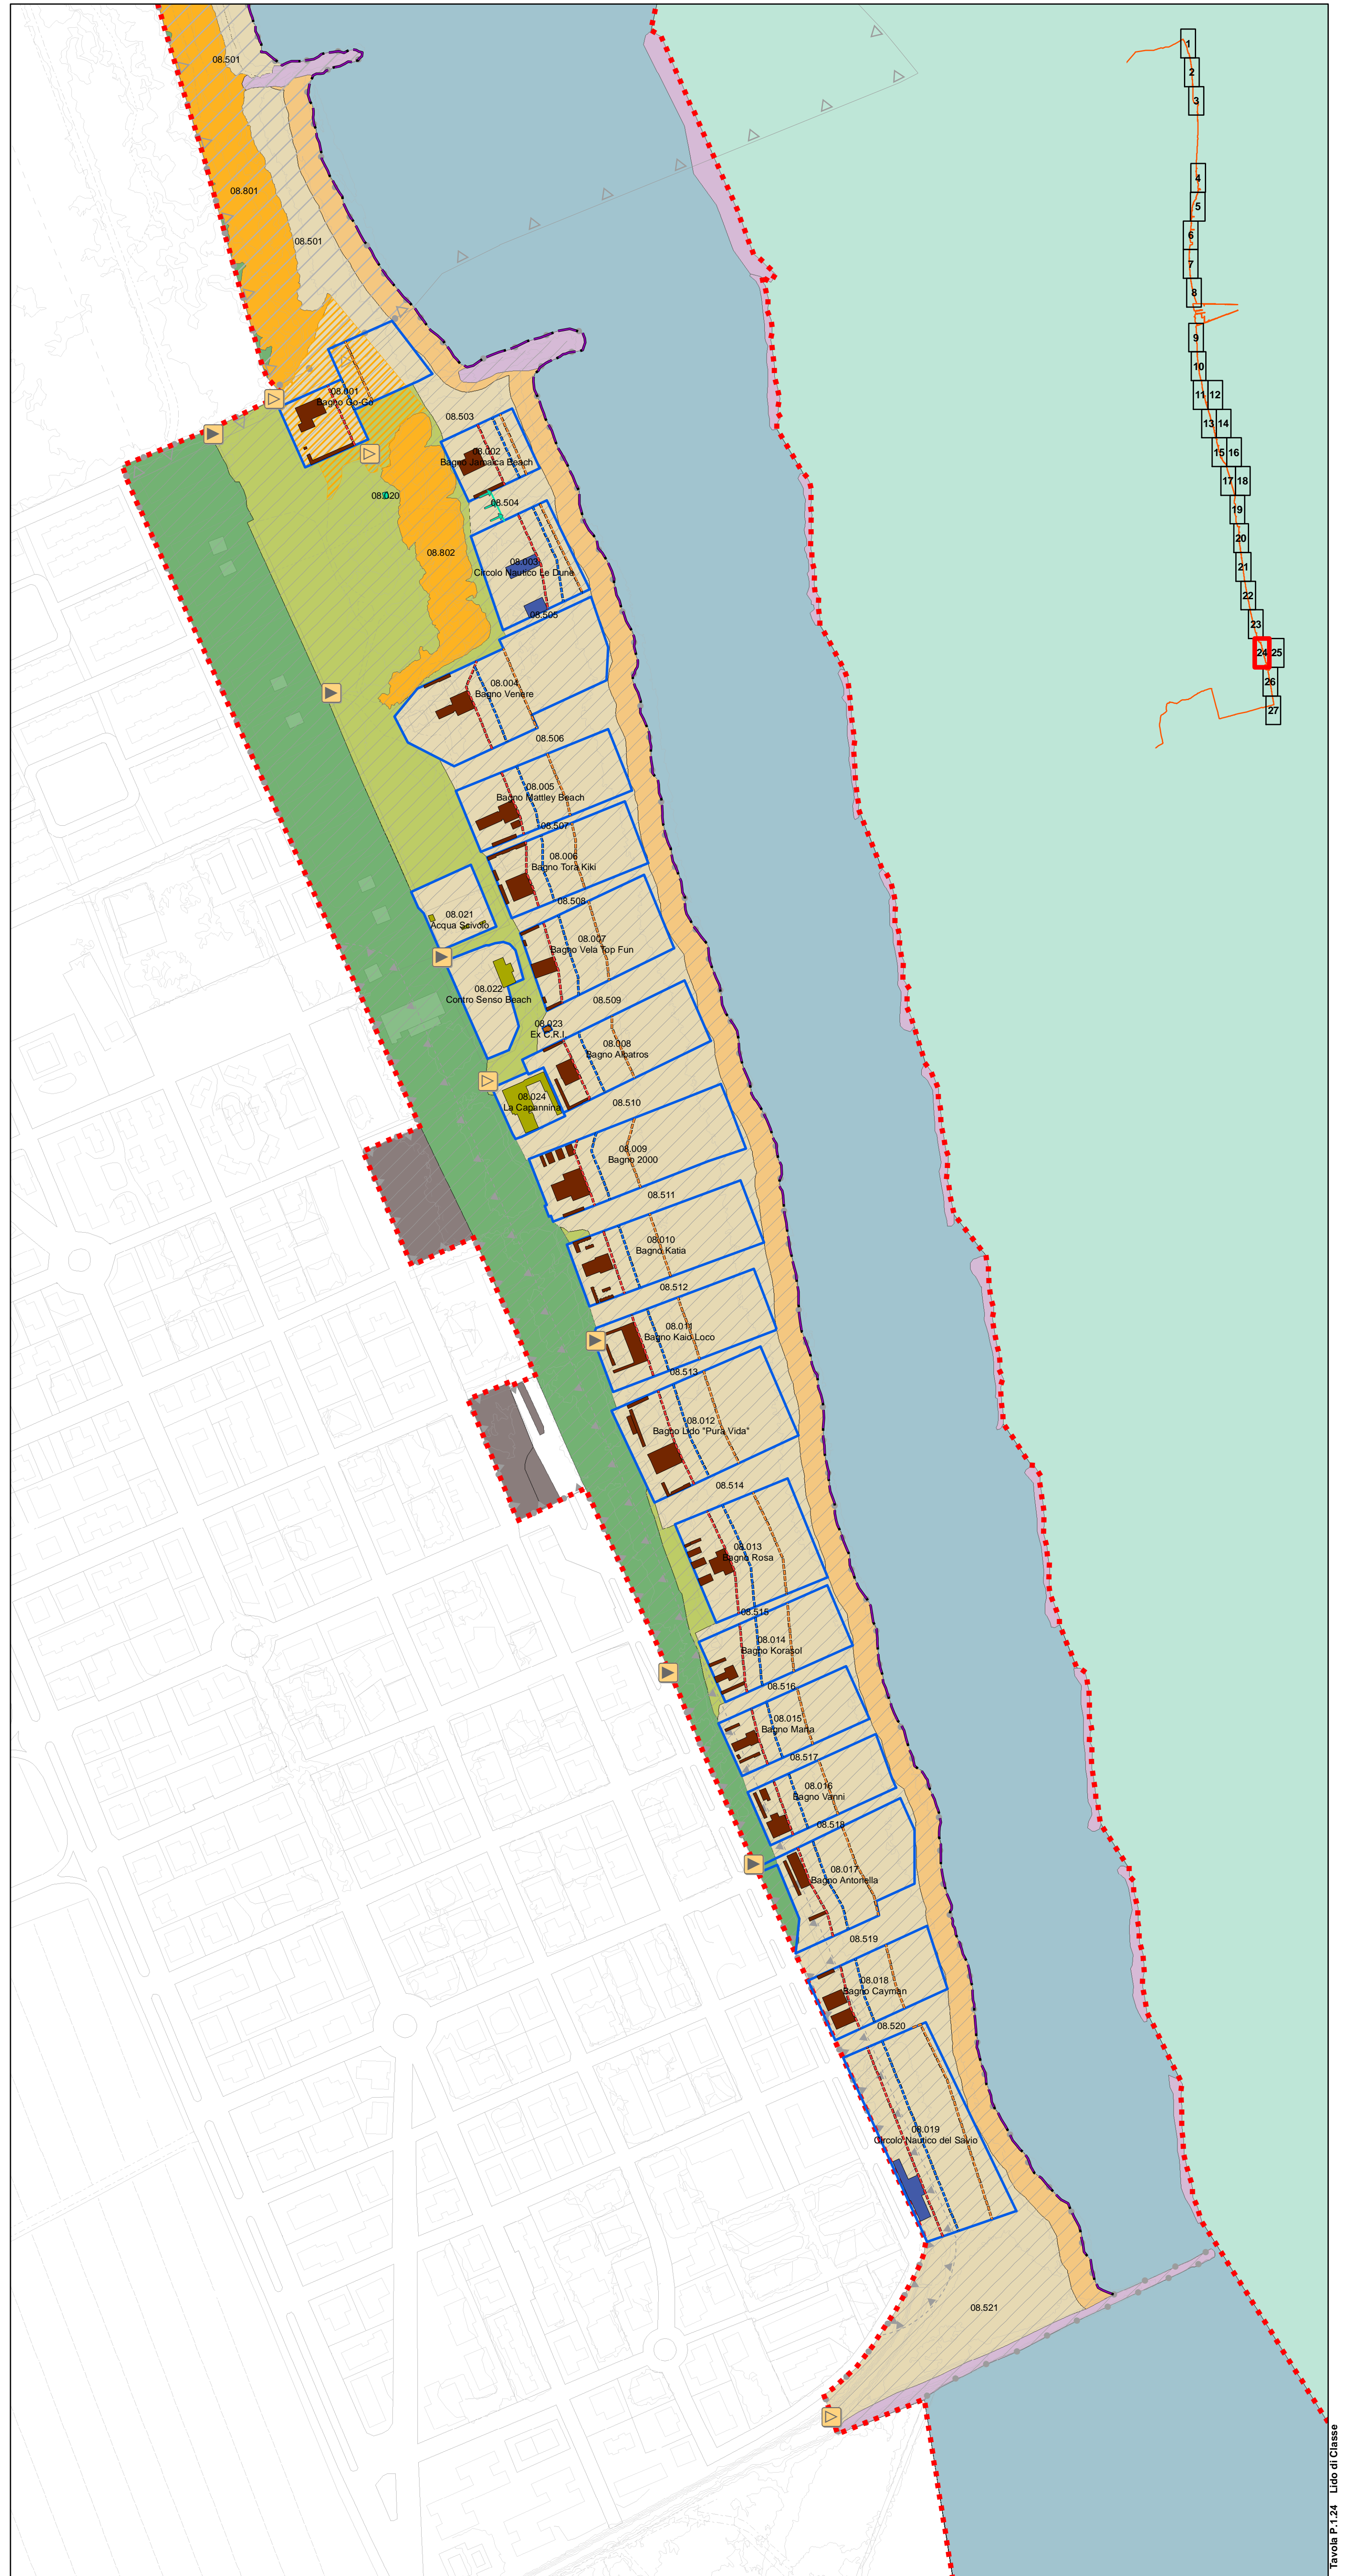 08.501
08.801
08.501
08.001
Bagno Go-Gò
08.503
08.002
Bagno Jamaica Beach
08.020
08.504
08.802
08.003
Circolo Nautico Le Dune
08.505
08.004
Bagno Venere
08.506
08.005
Bagno Mattley Beach
08.507
08.006
Bagno Tora Kiki
08.508
08.021
Acqua Scivolo
08.007
Bagno Vela Top Fun
08.022
Contro Senso Beach
08.509
08.023
Ex C.R.I.
08.008
Bagno Albatros
08.024
La Capannina
08.510
08.009
Bagno 2000
08.511
08.010
Bagno Katia
08.512
08.011
Bagno Kaio Loco
08.513
08.012
Bagno Lido "Pura Vida"
08.514
08.013
Bagno Rosa
08.515
08.014
Bagno Korasol
08.516
08.015
Bagno Marta
08.517
08.016
Bagno Vanni
08.518
08.017
Bagno Antonella
08.519
08.018
Bagno Cayman
08.520
08.019
Circolo Nautico del Savio
08.521
1
2
3
4
5
6
7
8
9
10
11 12
13 14
15 16
17 18
19
20
21
22
23
24 25
26
27
Tavola P.1.24 Lido di Classe